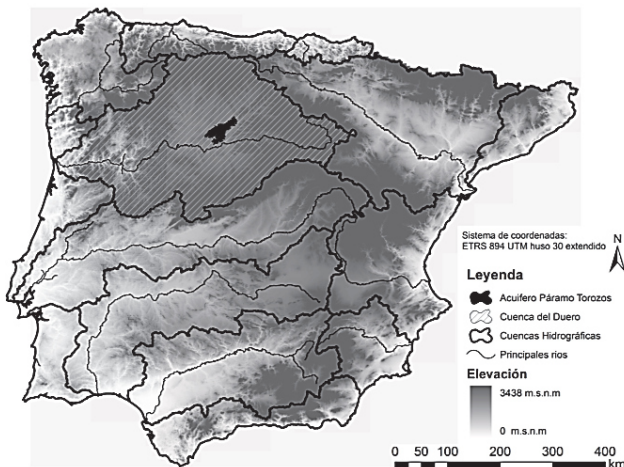 Sistema de coordenadas:
ETRS 894 UTM huso 30 extendido
N
Leyenda
Acuifero Páramo Torozos
Cuenca del Duero
Cuencas Hidrográficas
Principales rios
Elevación
3438 m.s.n.m
0 m.s.n.m
0 50 100 200 300 400
km